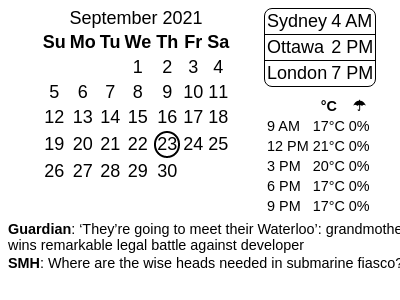 September 2021
Su Mo Tu We Th Fr Sa
1 2 3 4
5 6 7 8 9 10 11
12 13 14 15 16 17 18
19 20 21 22 23 24 25
26 27 28 29 30
Sydney 4 AM
Ottawa 2 PM
London 7 PM
°C ☂
9 AM 17°C 0%
12 PM 21°C 0%
3 PM 20°C 0%
6 PM 17°C 0%
9 PM 17°C 0%
Guardian: ‘They’re going to meet their Waterloo’: grandmothe
wins remarkable legal battle against developer
SMH: Where are the wise heads needed in submarine fiasco?